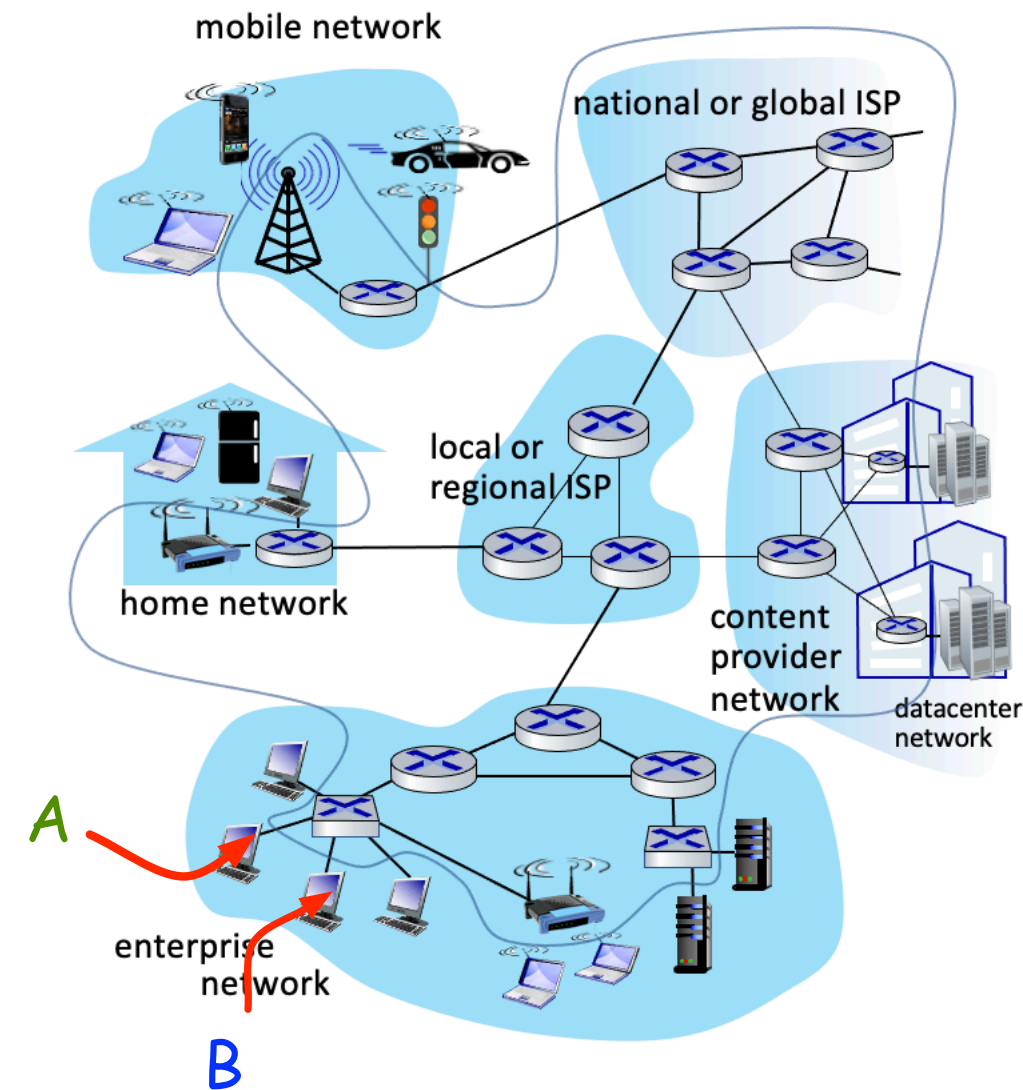 mobile network
national or global ISP
local or
regional ISP
home network
content
provider
network
datacenter
network
A
enterprise
network
B